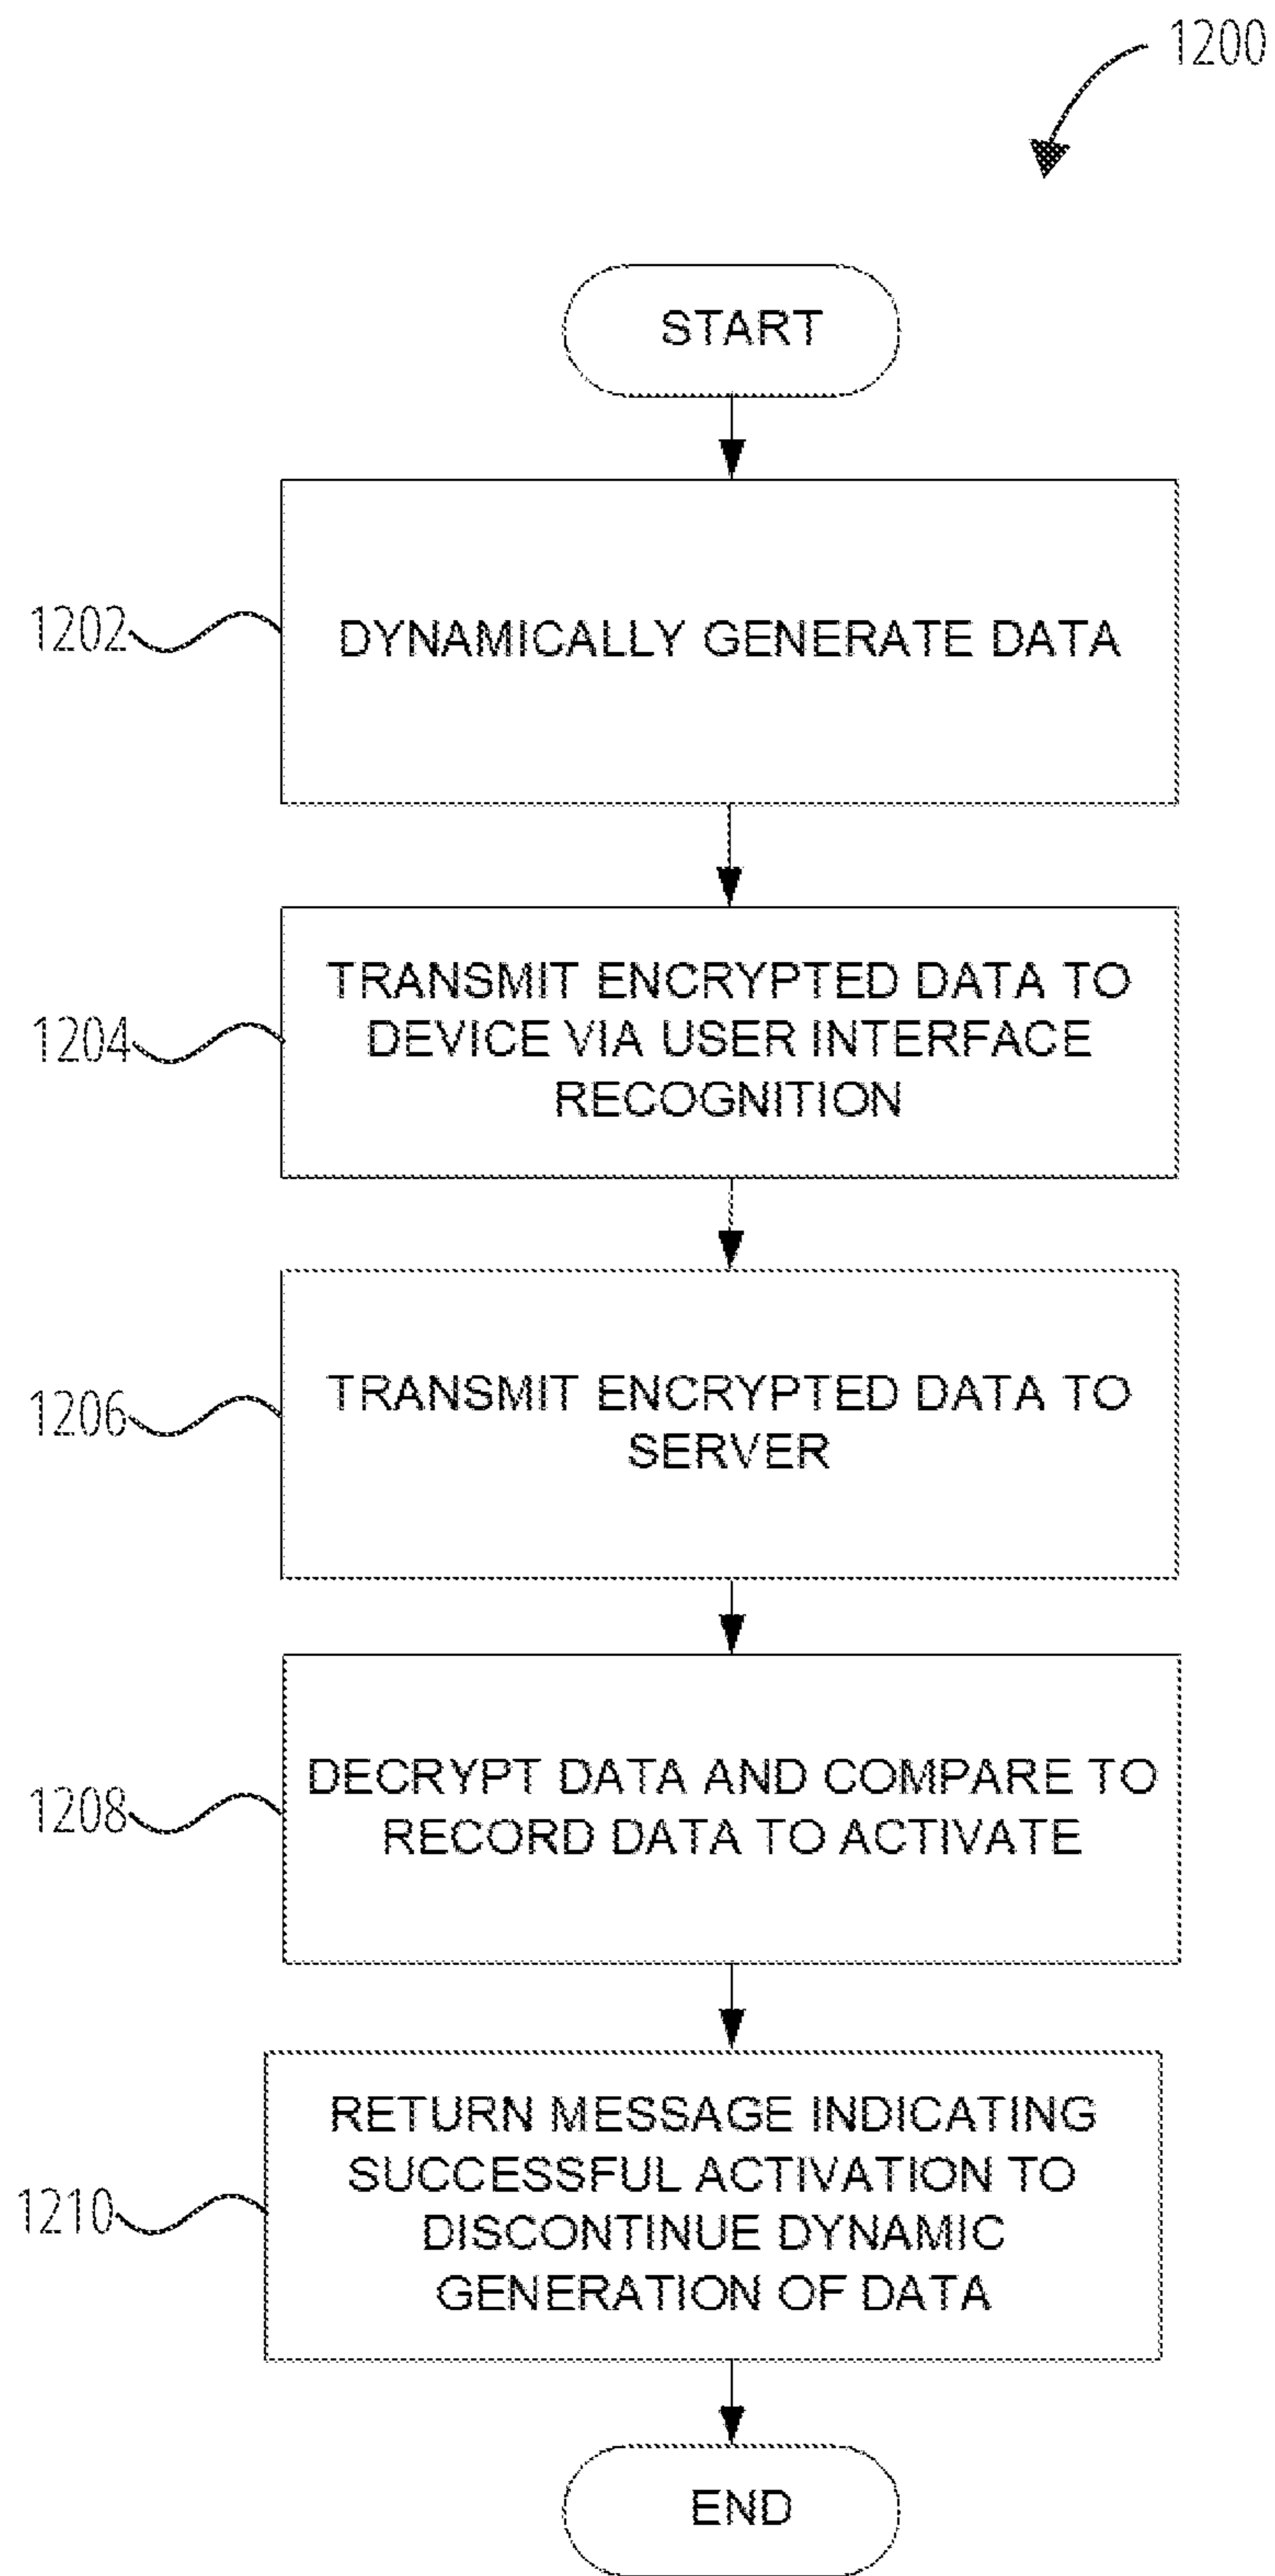 1200
START
1202
DYNAMICALLY GENERATE DATA
1204
TRANSMIT ENCRYPTED DATA TO
DEVICE VIA USER INTERFACE
RECOGNITION
1206
TRANSMIT ENCRYPTED DATA TO
SERVER
1208
DECRYPT DATA AND COMPARE TO
RECORD DATA TO ACTIVATE
1210
RETURN MESSAGE INDICATING
SUCCESSFUL ACTIVATION TO
DISCONTINUE DYNAMIC
GENERATION OF DATA
END